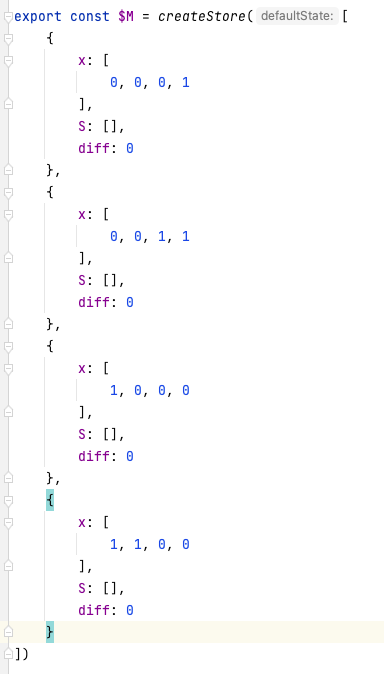 export const $M = createStore( defaultState: [
    {
        x: [
            0, 0, 0, 1
        ],
        S: [],
        diff: 0
    },
    {
        x: [
            0, 0, 1, 1
        ],
        S: [],
        diff: 0
    },
    {
        x: [
            1, 0, 0, 0
        ],
        S: [],
        diff: 0
    },
    {
        x: [
            1, 1, 0, 0
        ],
        S: [],
        diff: 0
    }
])